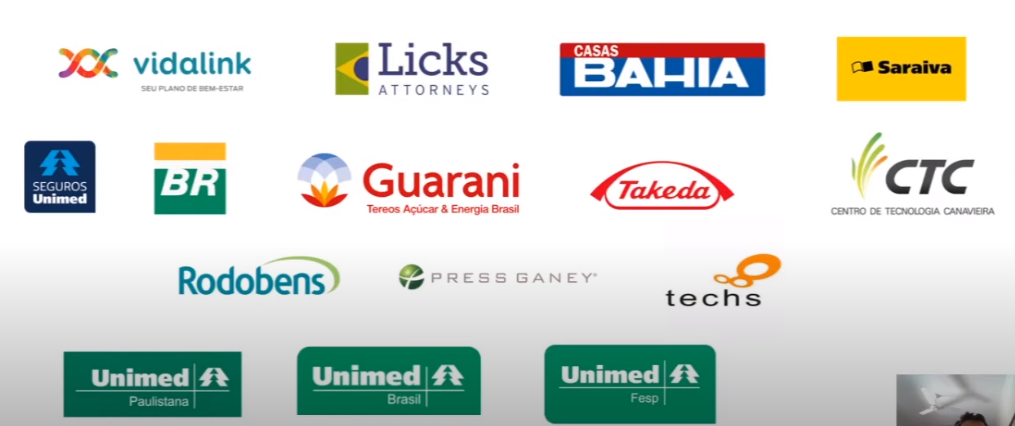 vidalink
SEU PLANO DE BEM-ESTAR
Licks
ATTORNEYS
CASAS
BAHIA
Saraiva
SEGUROS
Unimed
BR
Guarani
Tereos Açúcar & Energia Brasil
Takeda
CTC
CENTRO DE TECNOLOGIA CANAVIEIRA
Rodobens
PRESS GANEY®
techs
Unimed
Paulistana
Unimed
Brasil
Unimed
Fesp